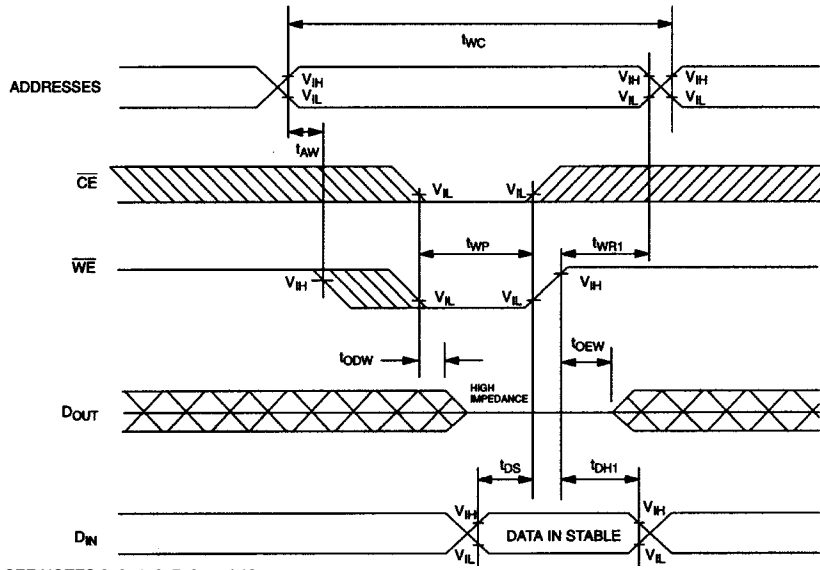 tWC
ADDRESSES
VIH
VIL
VIH
VIL
VIH
VIL
tAW
CE
VIL
VIL
tWP
tWR1
WE
VIH
VIL
VIL
VIH
tODW
tOEW
HIGH
IMPEDANCE
DOUT
tDS
tDH1
VIH
VIH
DIN
DATA IN STABLE
VIL
VIL